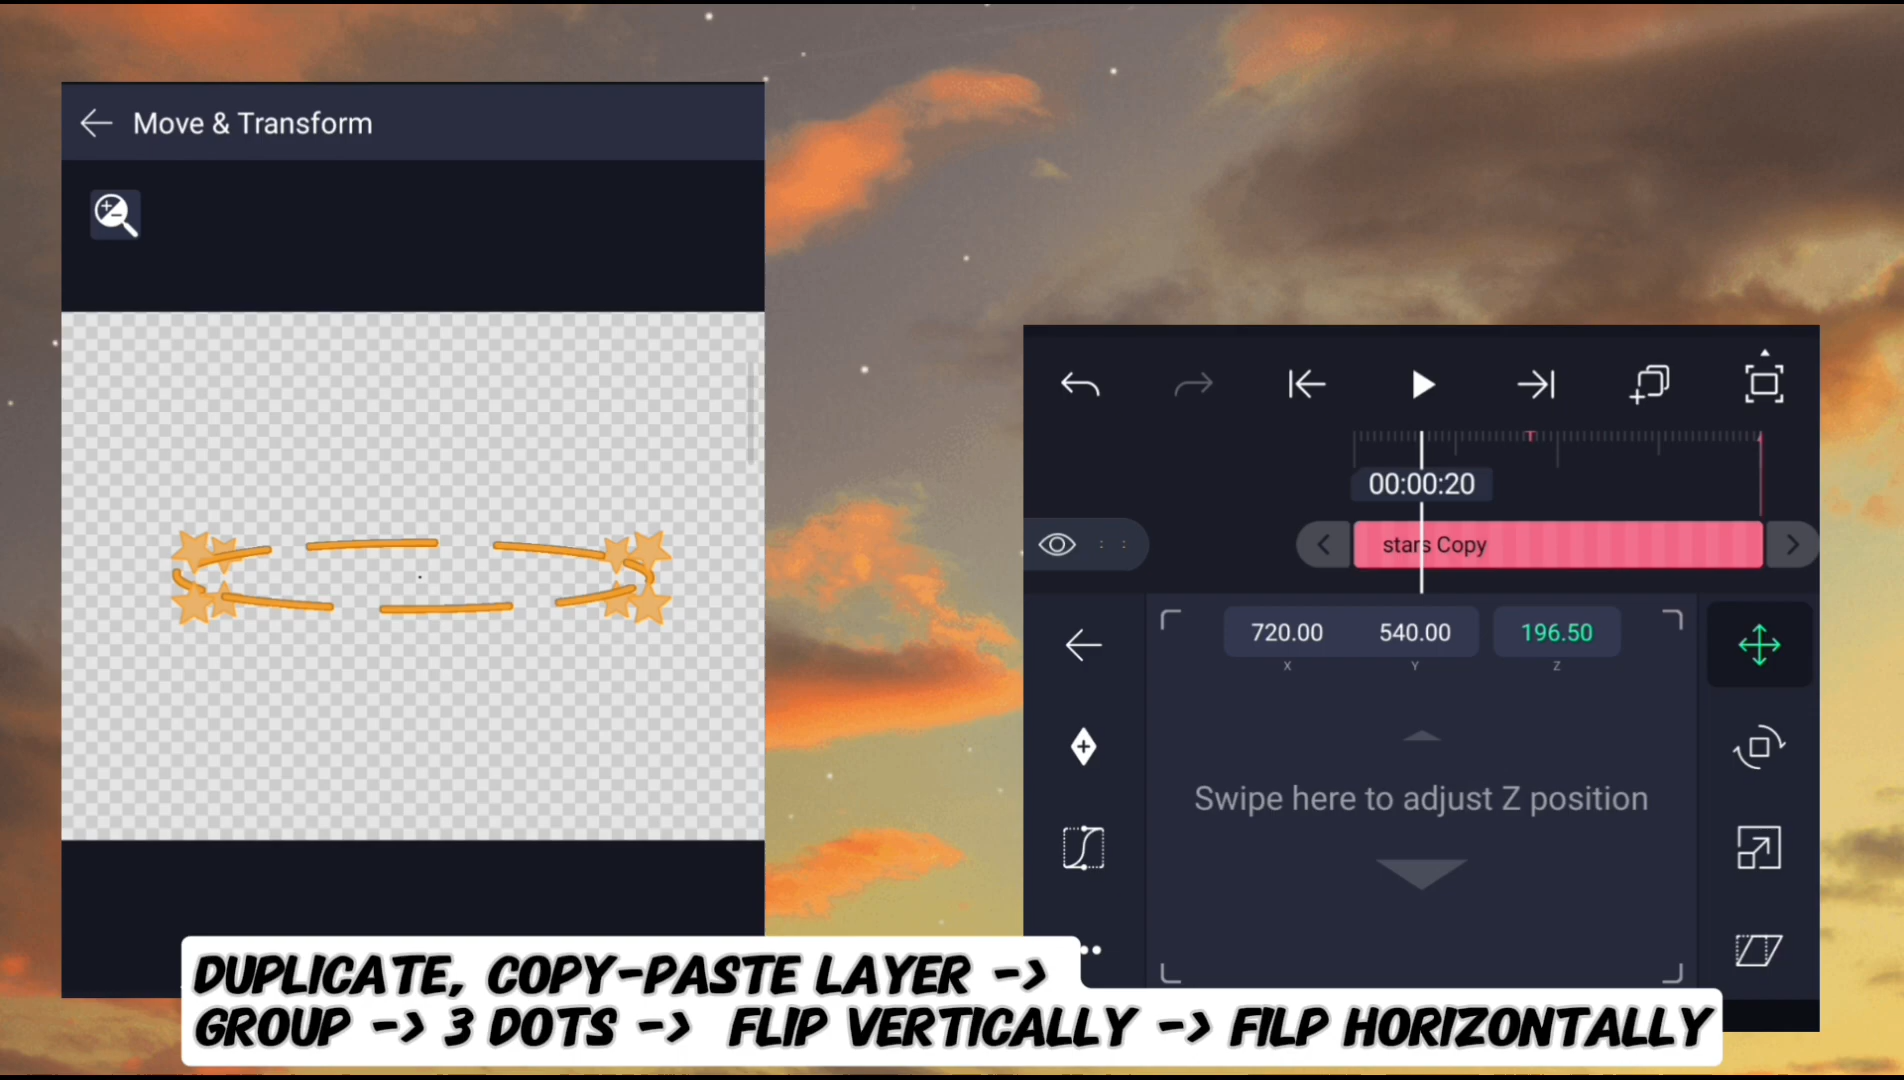 Move & Transform
00:00:20
stars Copy
720.00 540.00 196.50
X Y Z
Swipe here to adjust Z position
DUPLICATE, COPY-PASTE LAYER ->
GROUP -> 3 DOTS -> FLIP VERTICALLY -> FILP HORIZONTALLY